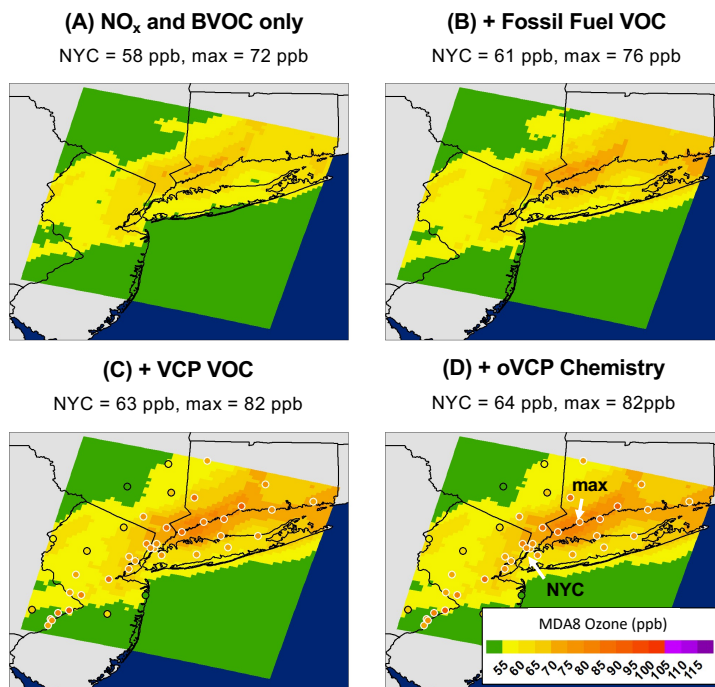 (A) NOx and BVOC only
NYC = 58 ppb, max = 72 ppb
(B) + Fossil Fuel VOC
NYC = 61 ppb, max = 76 ppb
(C) + VCP VOC
NYC = 63 ppb, max = 82 ppb
(D) + oVCP Chemistry
NYC = 64 ppb, max = 82ppb
max
NYC
MDA8 Ozone (ppb)
55 60 65 70 75 80 85 90 95 100 105 110 115